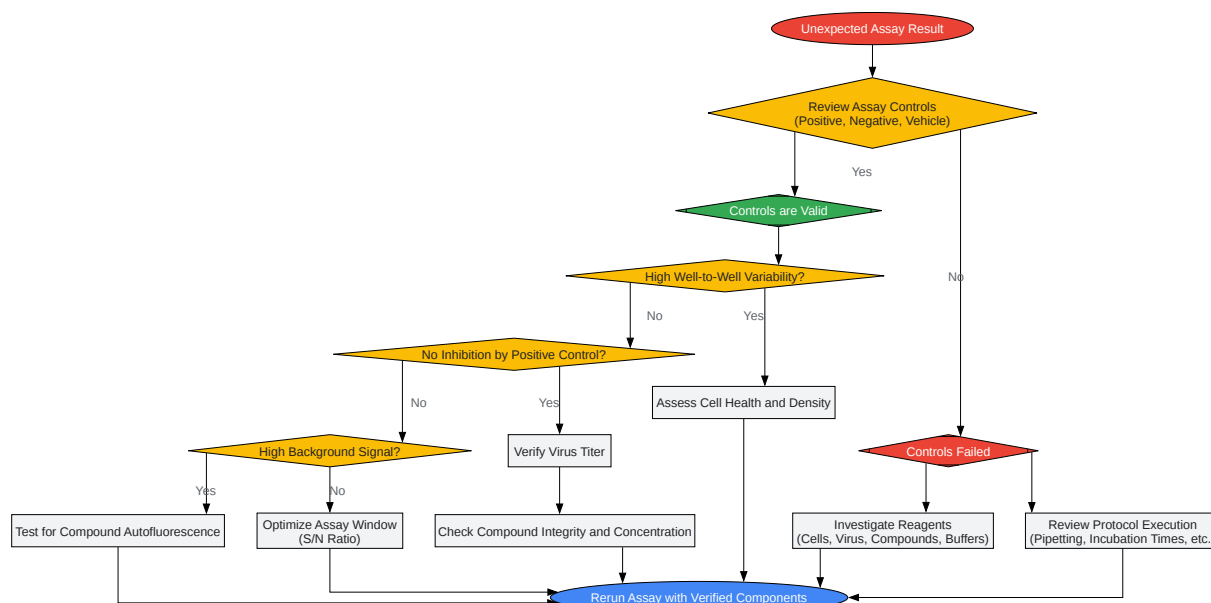 Unexpected Assay Result
Review Assay Controls
(Positive, Negative, Vehicle)
Yes
Controls are Valid
No
High Well-to-Well Variability?
No
Yes
No Inhibition by Positive Control?
No
Yes
Assess Cell Health and Density
High Background Signal?
Verify Virus Titer
Controls Failed
Yes
No
Test for Compound Autofluorescence
Optimize Assay Window
(S/N Ratio)
Check Compound Integrity and Concentration
Investigate Reagents
(Cells, Virus, Compounds, Buffers)
Review Protocol Execution
(Pipetting, Incubation Times, etc.
Rerun Assay with Verified Components